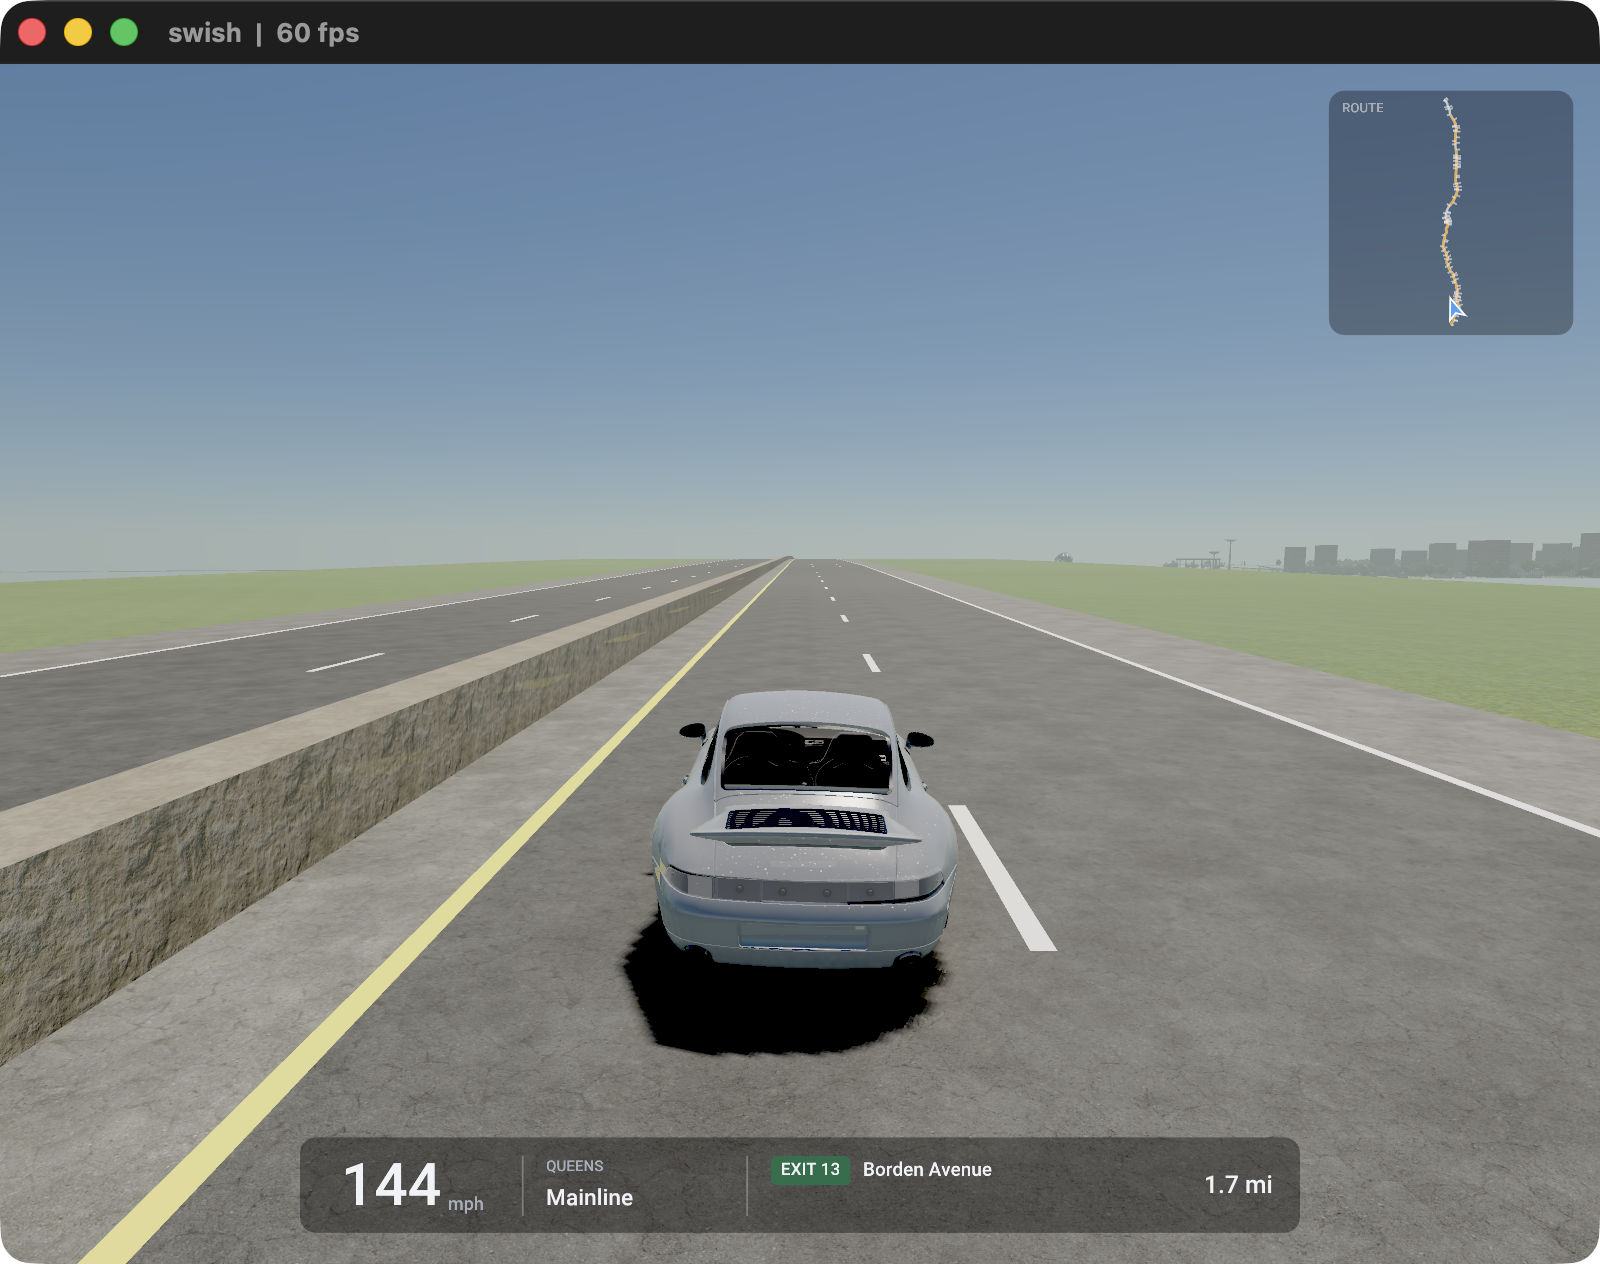 swish | 60 fps
ROUTE
144 mph
QUEENS
Mainline
EXIT 13 Borden Avenue
1.7 mi